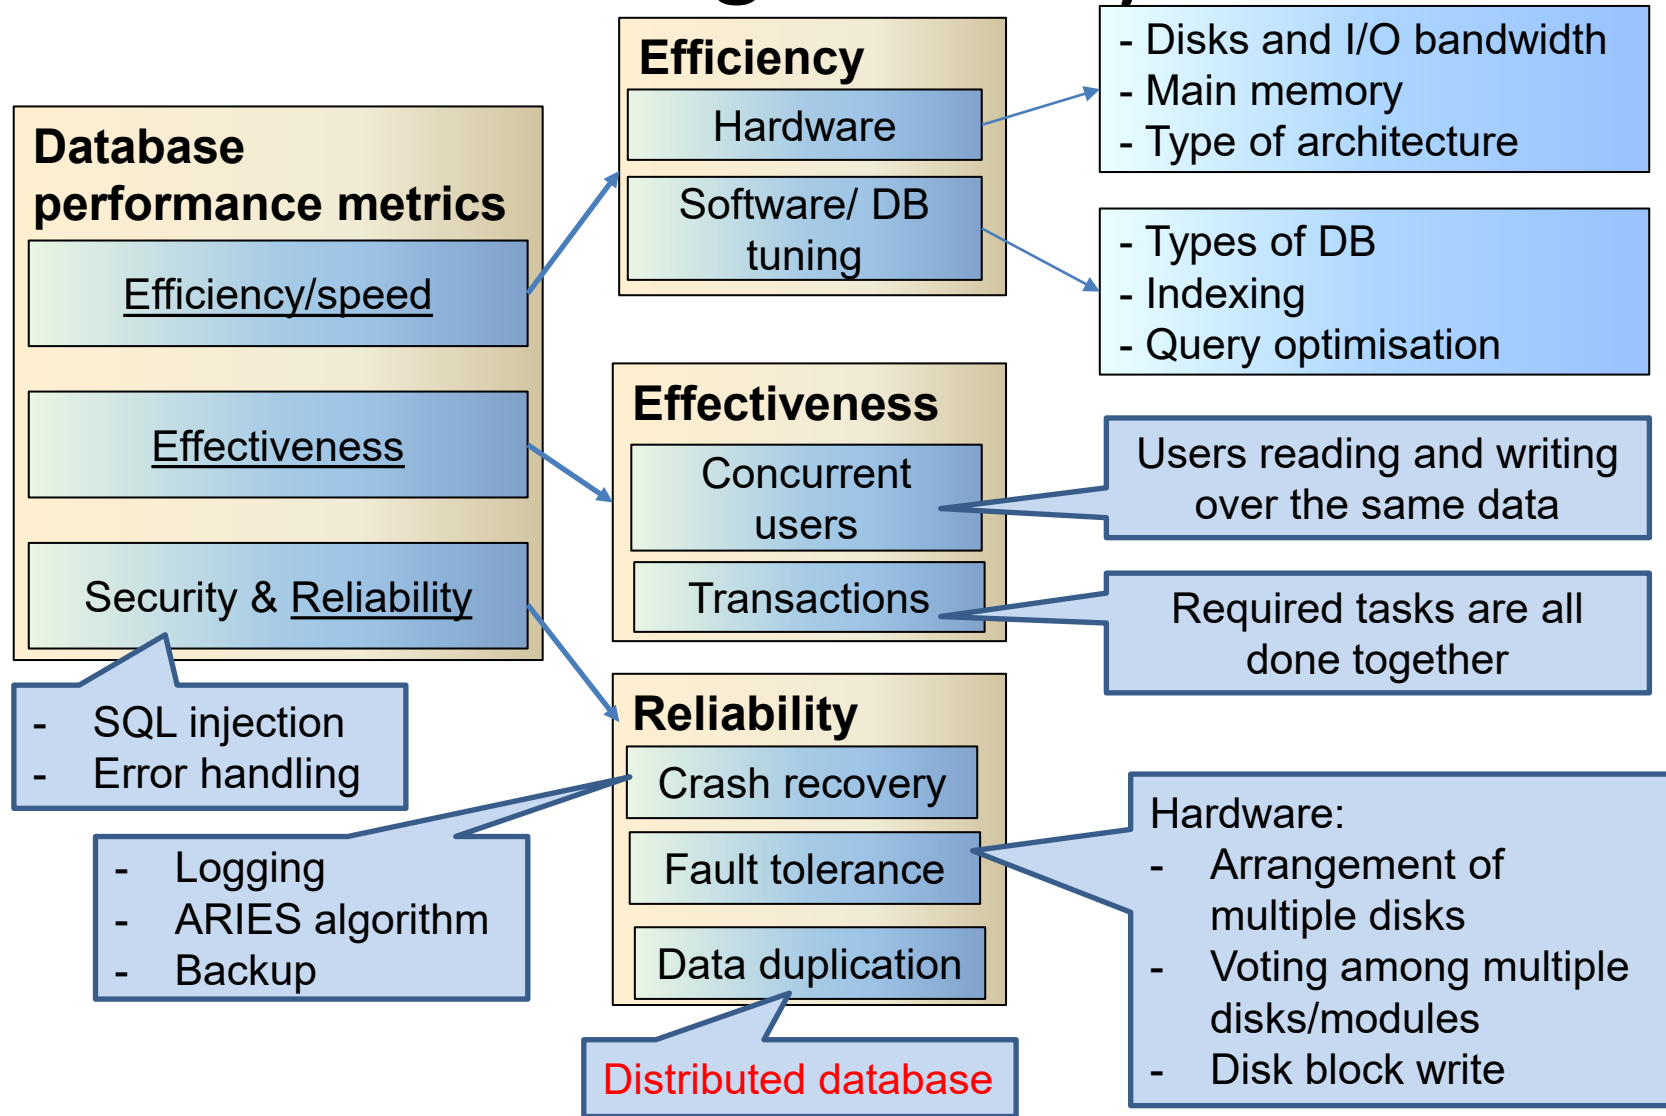 Database
performance metrics
Efficiency/speed
Effectiveness
Security & Reliability
- SQL injection
- Error handling
Efficiency
Hardware
Software/ DB
tuning
- Disks and I/O bandwidth
- Main memory
- Type of architecture
- Types of DB
- Indexing
- Query optimisation
Effectiveness
Concurrent
users
Transactions
Users reading and writing
over the same data
Required tasks are all
done together
Reliability
Crash recovery
Fault tolerance
Data duplication
- Logging
- ARIES algorithm
- Backup
Distributed database
Hardware:
- Arrangement of
multiple disks
- Voting among multiple
disks/modules
- Disk block write